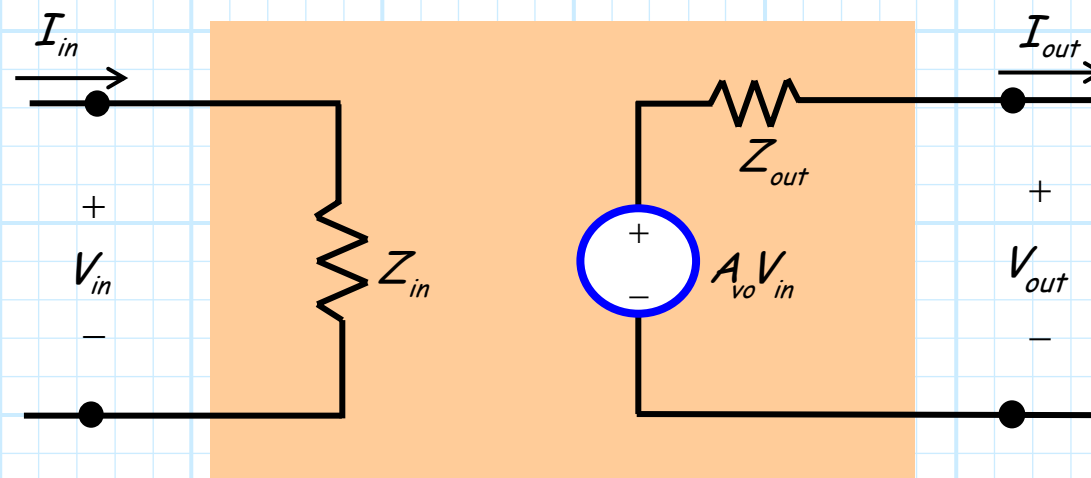 I_in
I_out
Z_out
+
+
+
V_in
Z_in
A_vo V_in
V_out
−
−
−